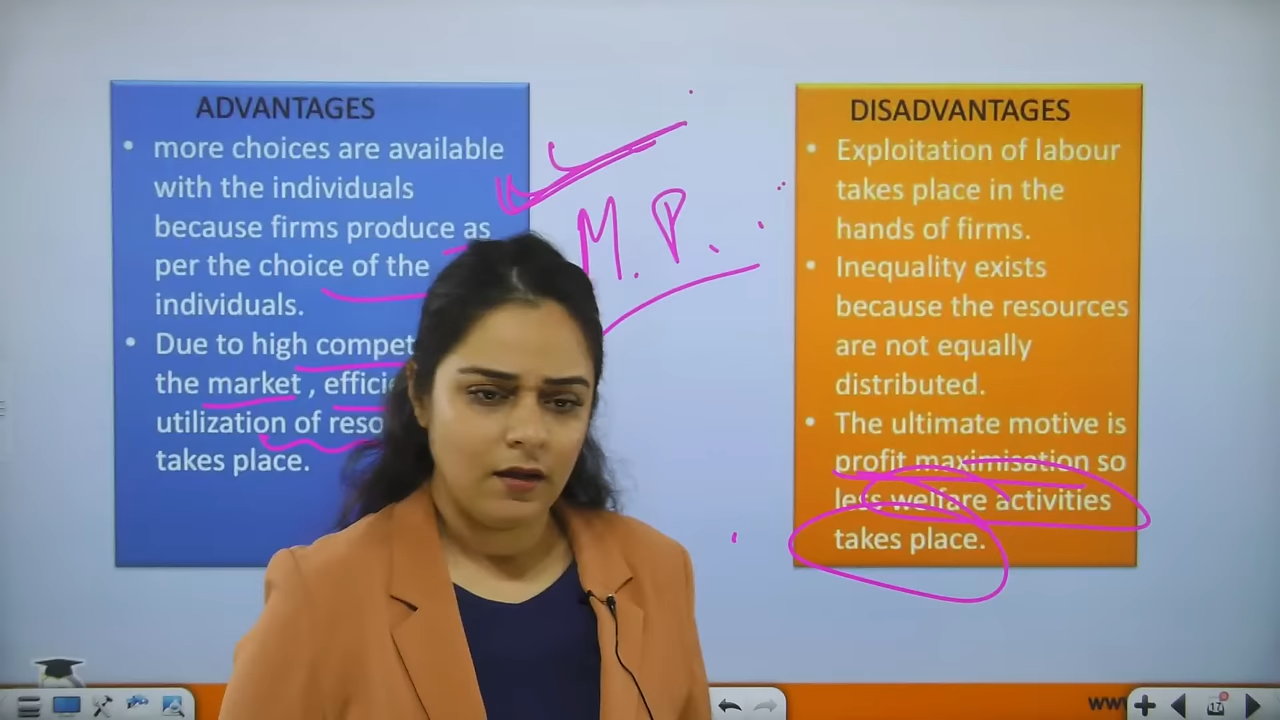 ADVANTAGES
• more choices are available
with the individuals
because firms produce as
per the choice of the
individuals.
• Due to high compet
the market , effici
utilization of reso
takes place.
M. P.
DISADVANTAGES
• Exploitation of labour
takes place in the
hands of firms.
• Inequality exists
because the resources
are not equally
distributed.
• The ultimate motive is
profit maximisation so
less welfare activities
takes place.
ww
17